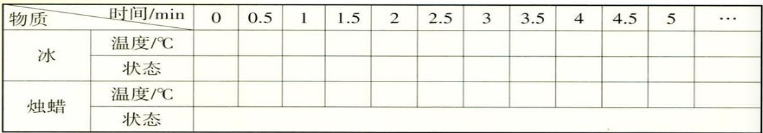 物质 时间/min 0 0.5 1 1.5 2 2.5 3 3.5 4 4.5 5 …
冰 温度/℃
状态
烛蜡 温度/℃
状态